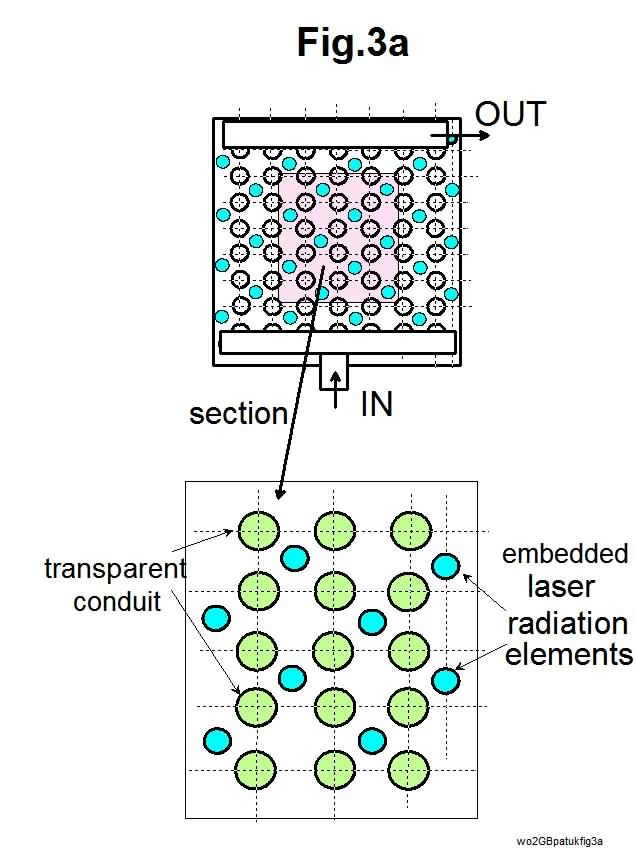 Fig.3a
OUT
IN
section
transparent
conduit
embedded
laser
radiation
elements
wo2GBpatukfig3a